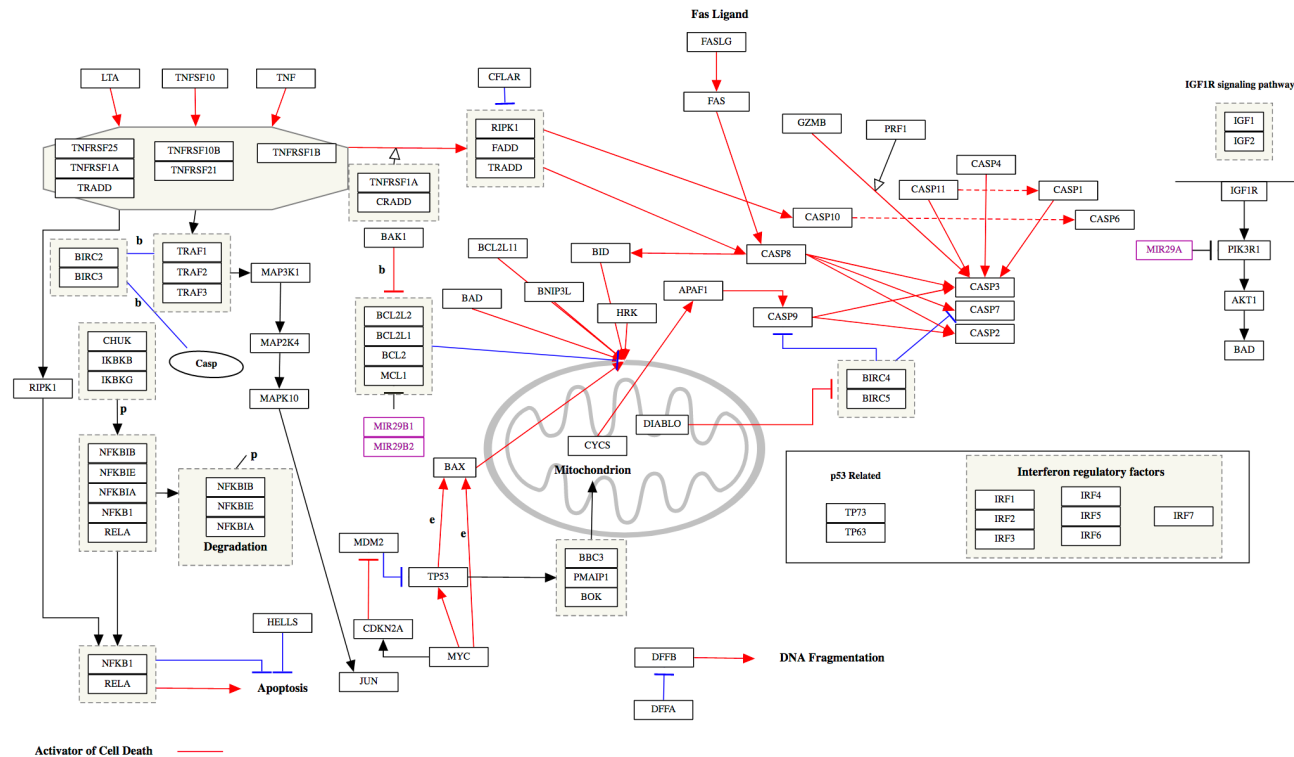 Fas Ligand
FASLG
LTA
TNFSF10
TNF
CFLAR
FAS
IGF1R signaling pathway
IGF1
IGF2
TNFRSF25
TNFRSF1A
TRADD
TNFRSF10B
TNFRSF21
TNFRSF1B
RIPK1
FADD
TRADD
GZMB
PRF1
CASP4
CASP11
CASP1
TNFRSF1A
CRADD
CASP10
CASP6
IGF1R
BIRC2
BIRC3
b
b
TRAF1
TRAF2
TRAF3
MAP3K1
BAK1
b
BCL2L11
BID
CASP8
MIR29A
PIK3R1
BAD
BNIP3L
HRK
APAF1
CASP9
CASP3
CASP7
CASP2
AKT1
BAD
CHUK
IKBKB
IKBKG
Casp
MAP2K4
MAPK10
BCL2L2
BCL2L1
BCL2
MCL1
RIPK1
p
MIR29B1
MIR29B2
DIABLO
BIRC4
BIRC5
CYCS
Mitochondrion
BAX
NFKBIB
NFKBIE
NFKBIA
NFKB1
RELA
p
NFKBIB
NFKBIE
NFKBIA
Degradation
p53 Related
TP73
TP63
Interferon regulatory factors
IRF1
IRF2
IRF3
IRF4
IRF5
IRF6
IRF7
e
e
MDM2
TP53
BBC3
PMAIP1
BOK
HELLS
CDKN2A
MYC
JUN
NFKB1
RELA
Apoptosis
DFFB
DNA Fragmentation
DFFA
Activator of Cell Death